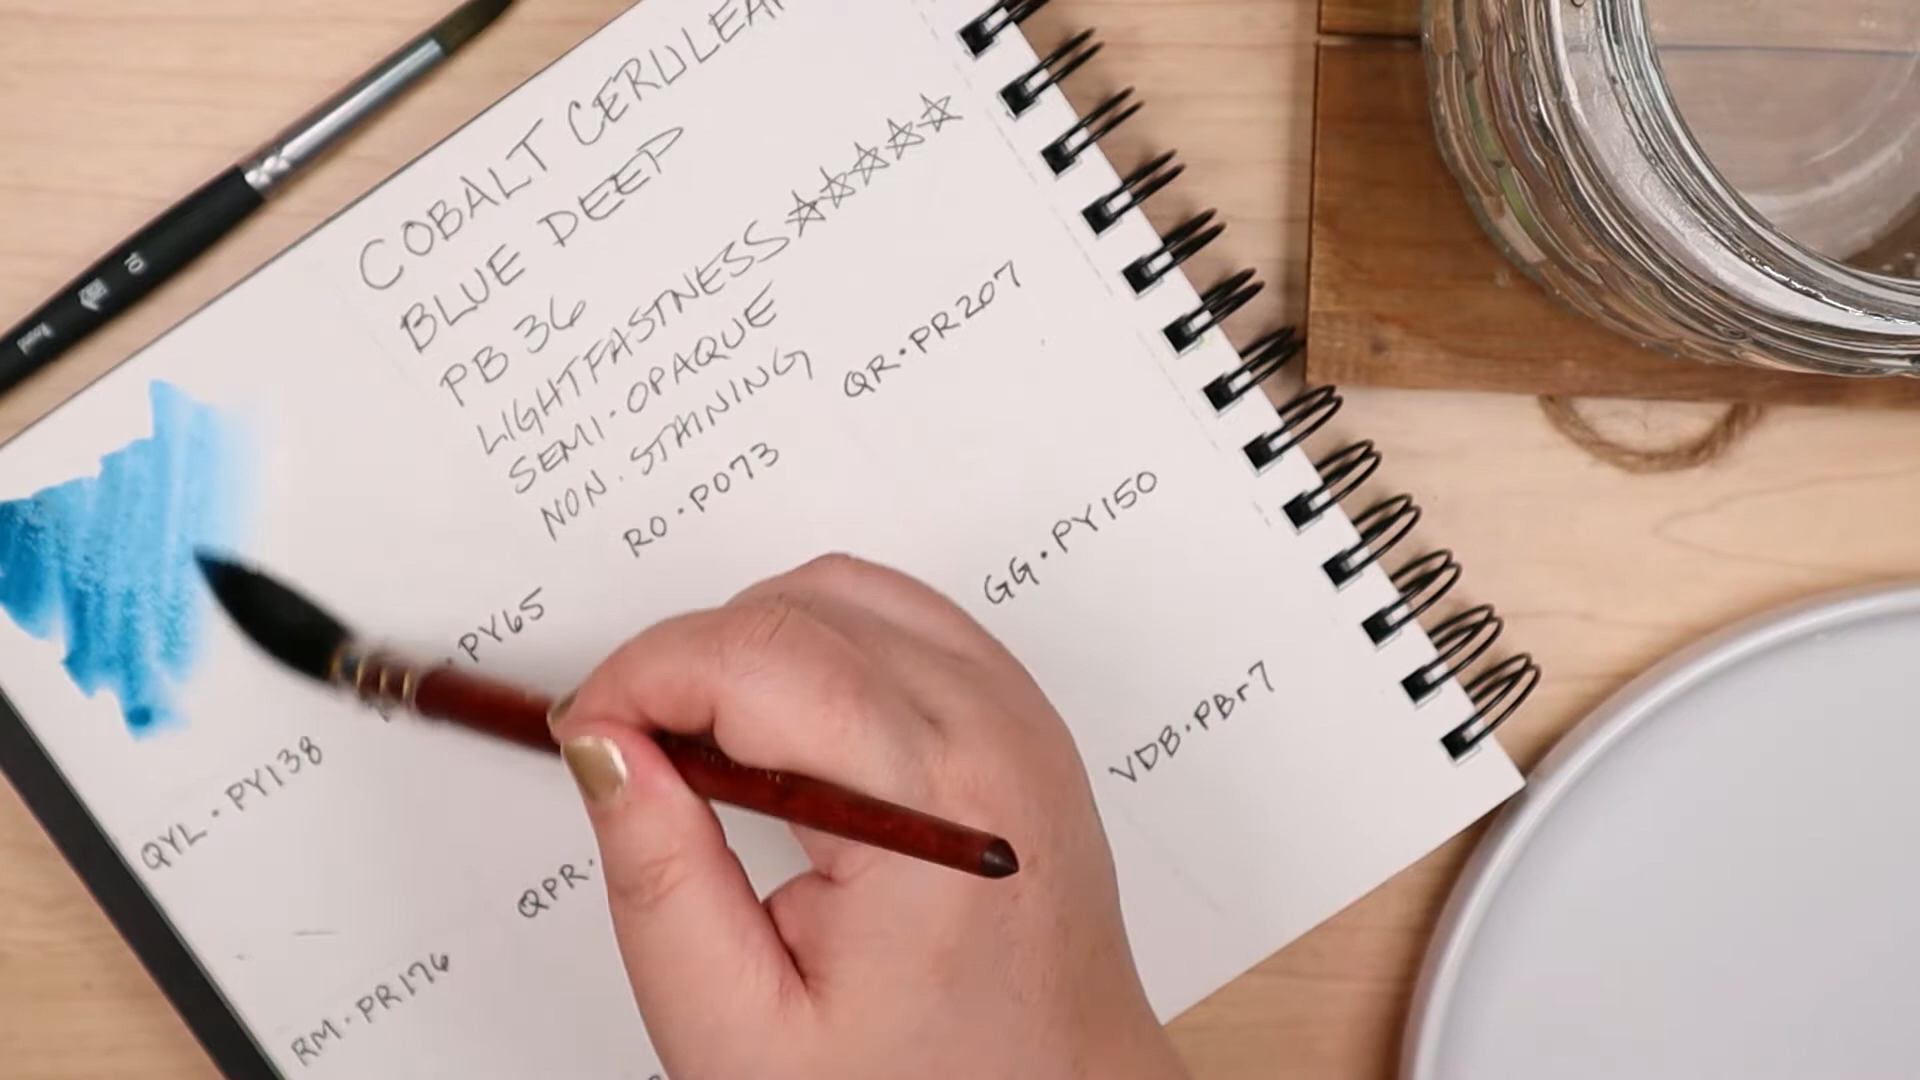 COBALT CERULEAN
BLUE DEEP
PB 36
LIGHTFASTNESS ☆☆☆☆☆
SEMI-OPAQUE
NON-STAINING
RO·PO73
QR·PR207
·PY65
GG·PY150
QYL·PY138
QPR·
VDB·PBr7
RM·PR176
10